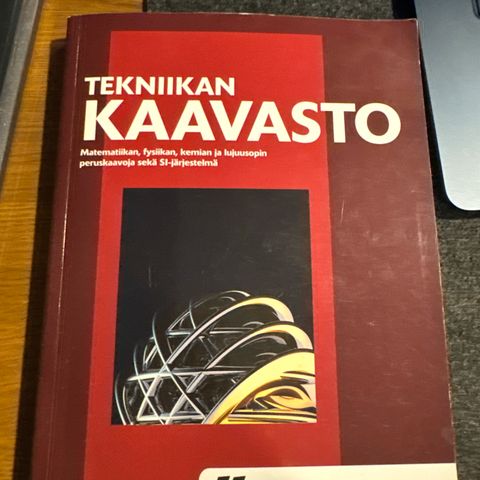 TEKNIIKAN
KAAVASTO
Matematiikan, fysiikan, kemian ja lujuusopin
peruskaavoja sekä SI-järjestelmä